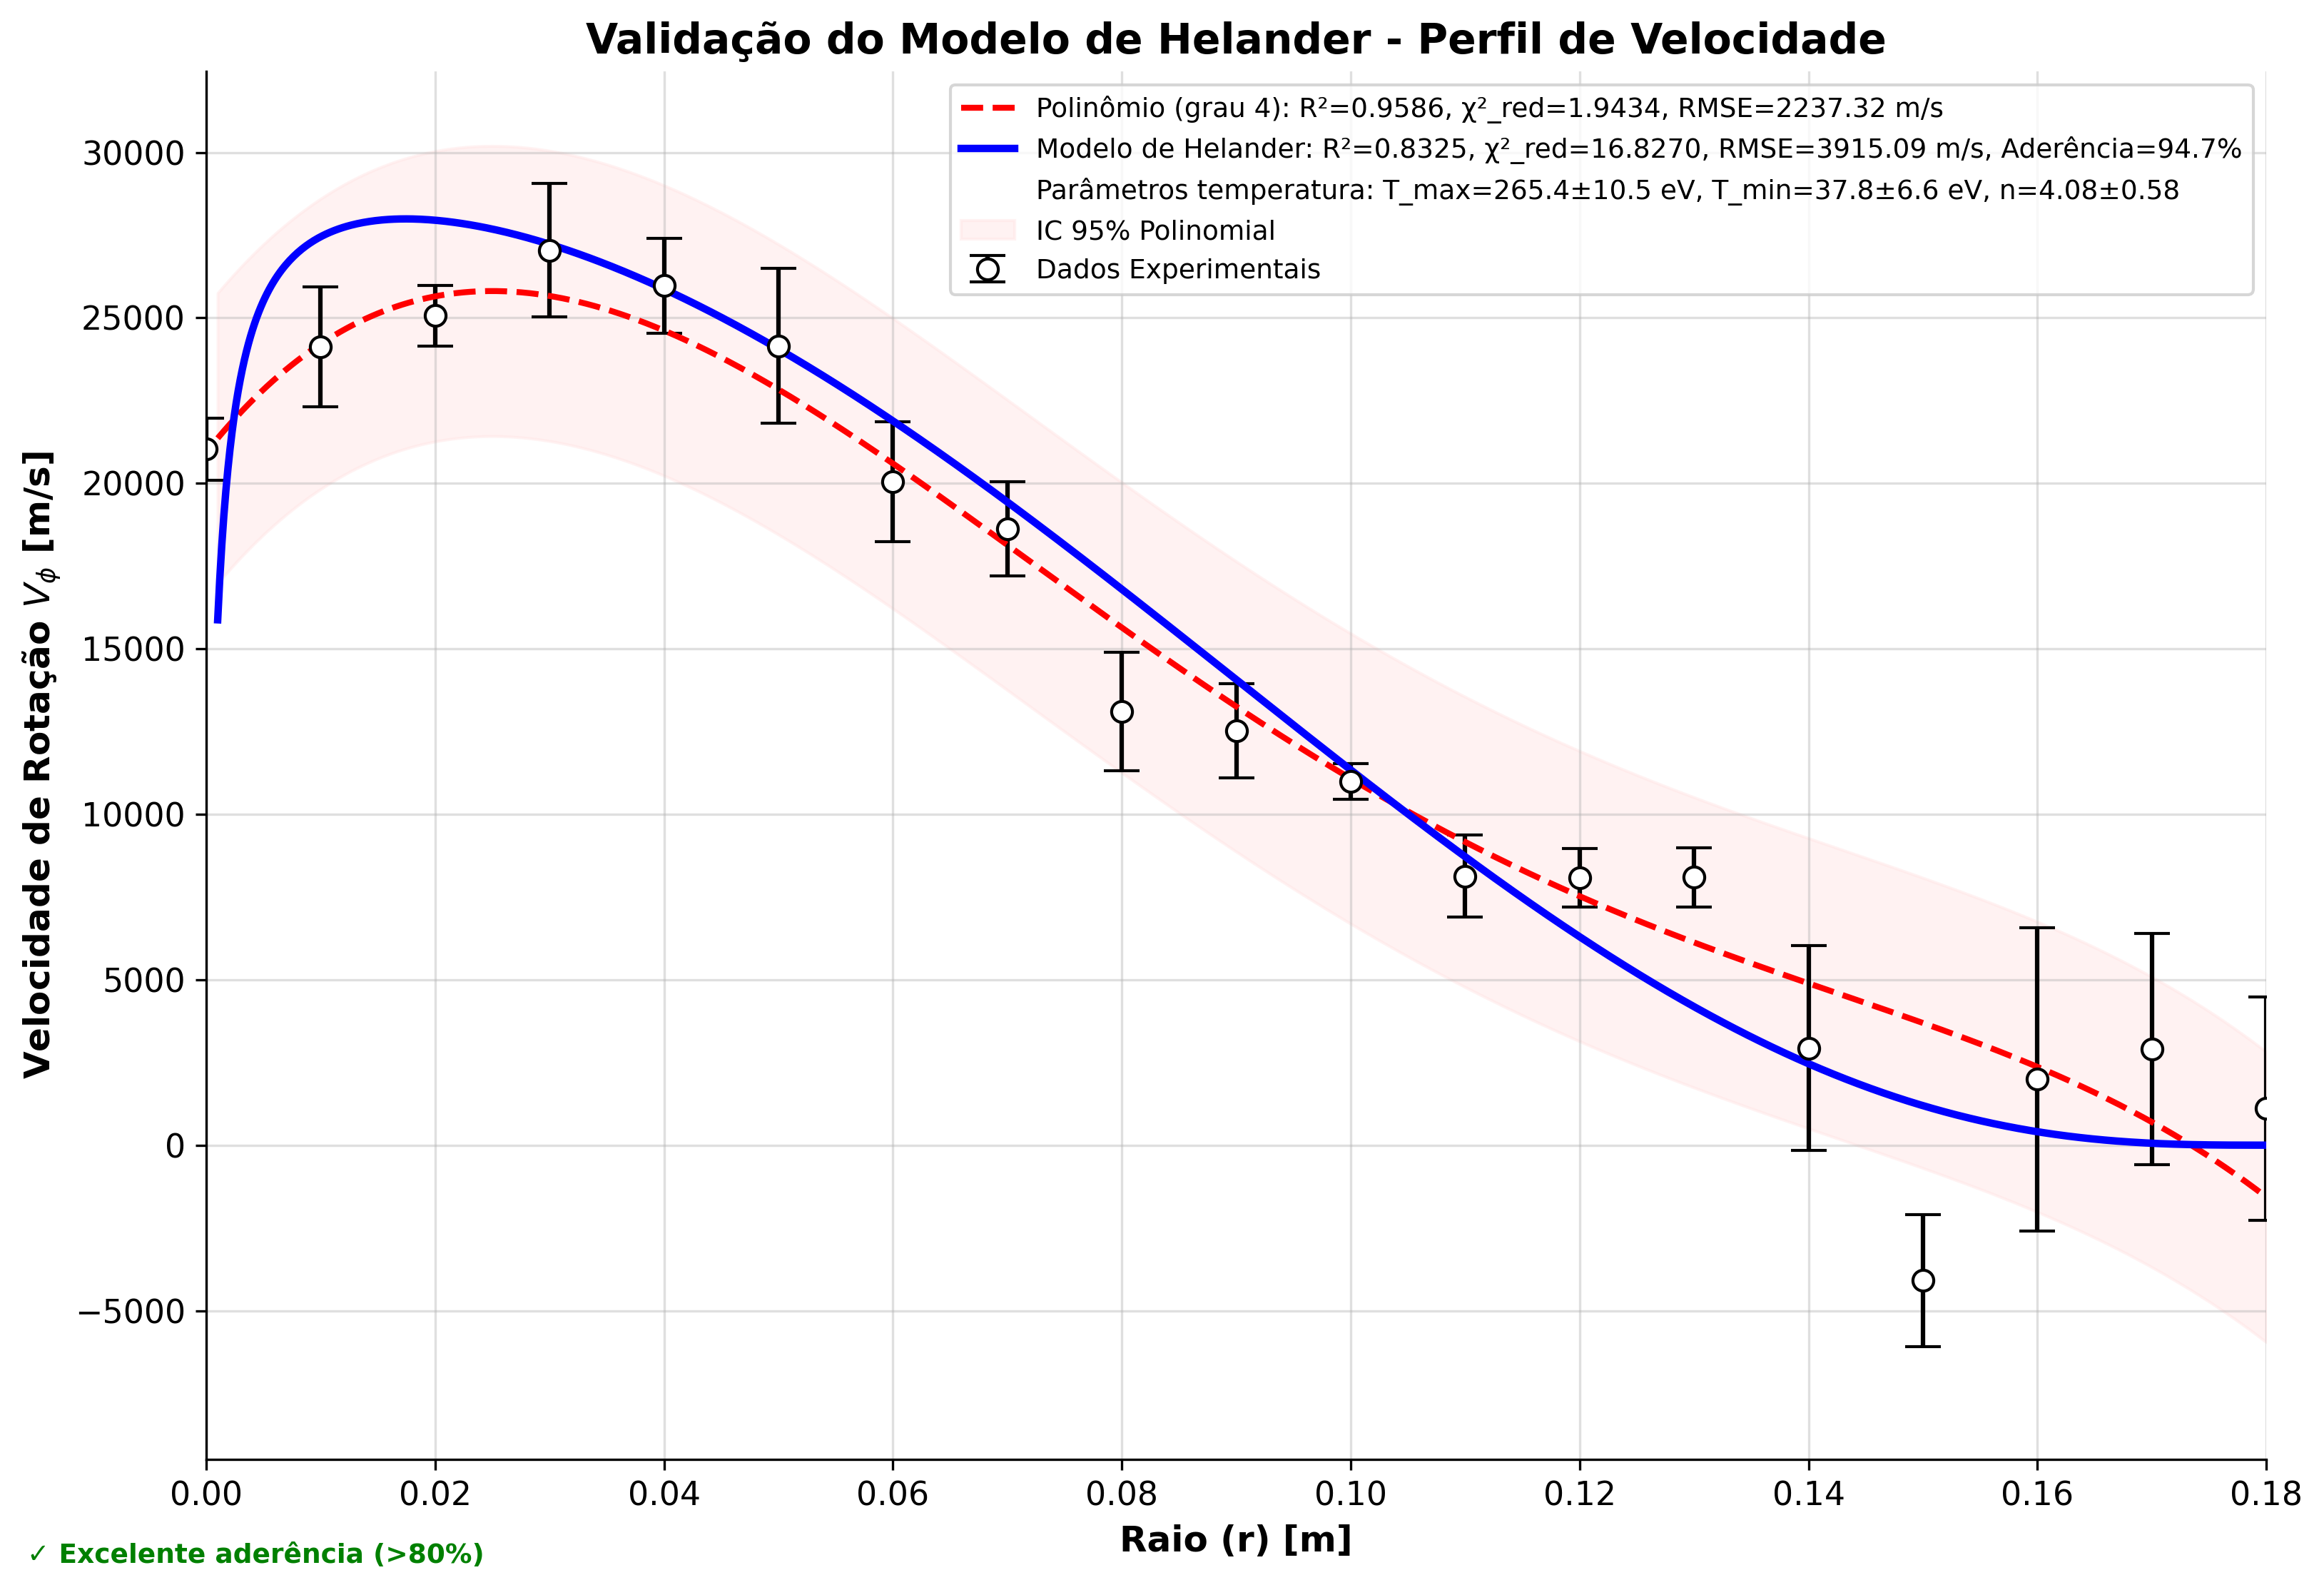 Validação do Modelo de Helander - Perfil de Velocidade
Polinômio (grau 4): R²=0.9586, χ²_red=1.9434, RMSE=2237.32 m/s
Modelo de Helander: R²=0.8325, χ²_red=16.8270, RMSE=3915.09 m/s, Aderência=94.7%
Parâmetros temperatura: T_max=265.4±10.5 eV, T_min=37.8±6.6 eV, n=4.08±0.58
IC 95% Polinomial
Dados Experimentais
Velocidade de Rotação V_ϕ [m/s]
30000
25000
20000
15000
10000
5000
0
−5000
0.00 0.02 0.04 0.06 0.08 0.10 0.12 0.14 0.16 0.18
Raio (r) [m]
✓ Excelente aderência (>80%)